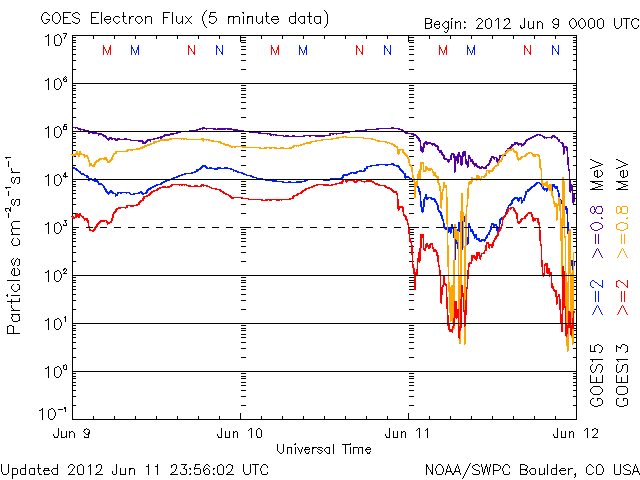 GOES Electron Flux (5 minute data)
Begin: 2012 Jun 9 0000 UTC
10⁷
M M N N M M N N M M N N
10⁶
10⁵
10⁴
10³
10²
10¹
10⁰
10⁻¹
Particles cm⁻²s⁻¹sr⁻¹
GOES15 >=2 >=0.8 MeV
GOES13 >=2 >=0.8 MeV
Jun 9 Jun 10 Jun 11 Jun 12
Universal Time
Updated 2012 Jun 11 23:56:02 UTC
NOAA/SWPC Boulder, CO USA